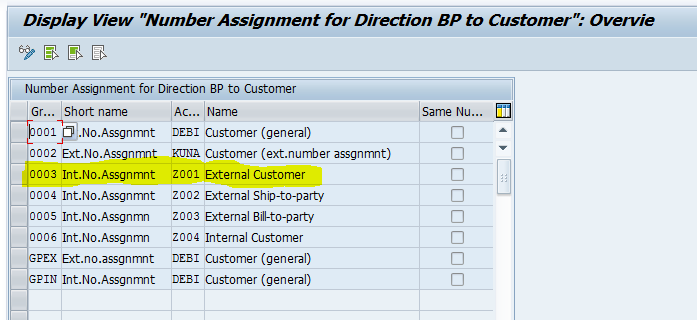 Display View "Number Assignment for Direction BP to Customer": Overvie
Number Assignment for Direction BP to Customer
Gr... Short name Ac... Name Same Nu...
0001 .No.Assgnmnt DEBI Customer (general)
0002 Ext.No.Assgnmnt KUNA Customer (ext.number assgnmnt)
0003 Int.No.Assgnmnt Z001 External Customer
0004 Int.No.Assgnmnt Z002 External Ship-to-party
0005 Int.No.Assgnmn Z003 External Bill-to-party
0006 Int.No.Assgnmn Z004 Internal Customer
GPEX Ext.no.assgnmnt DEBI Customer (general)
GPIN Int.No.Assgnmnt DEBI Customer (general)